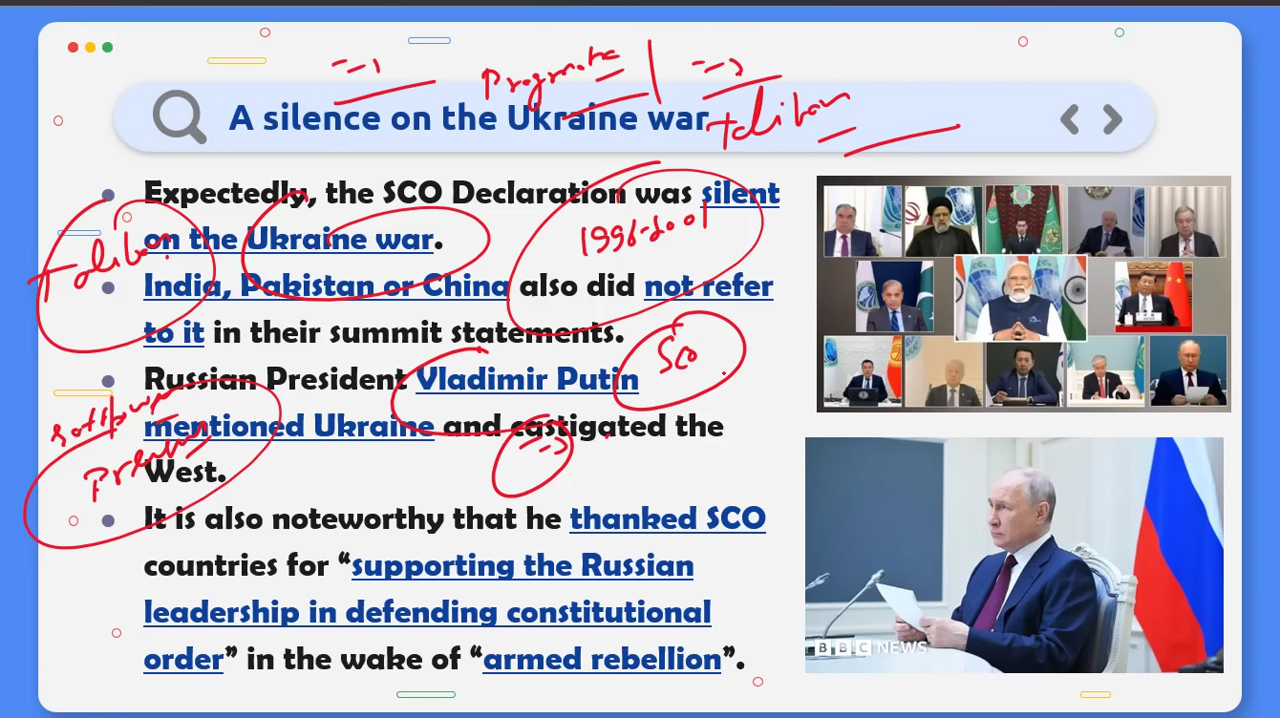 Pragmatic
A silence on the Ukraine war
Taliban
Expectedly, the SCO Declaration was silent
on the Ukraine war.
1996-2001
Taliban
India, Pakistan or China also did not refer
to it in their summit statements.
SCO
Russian President Vladimir Putin
mentioned Ukraine and castigated the
West.
It is also noteworthy that he thanked SCO
countries for “supporting the Russian
leadership in defending constitutional
order” in the wake of “armed rebellion”.
BBC NEWS